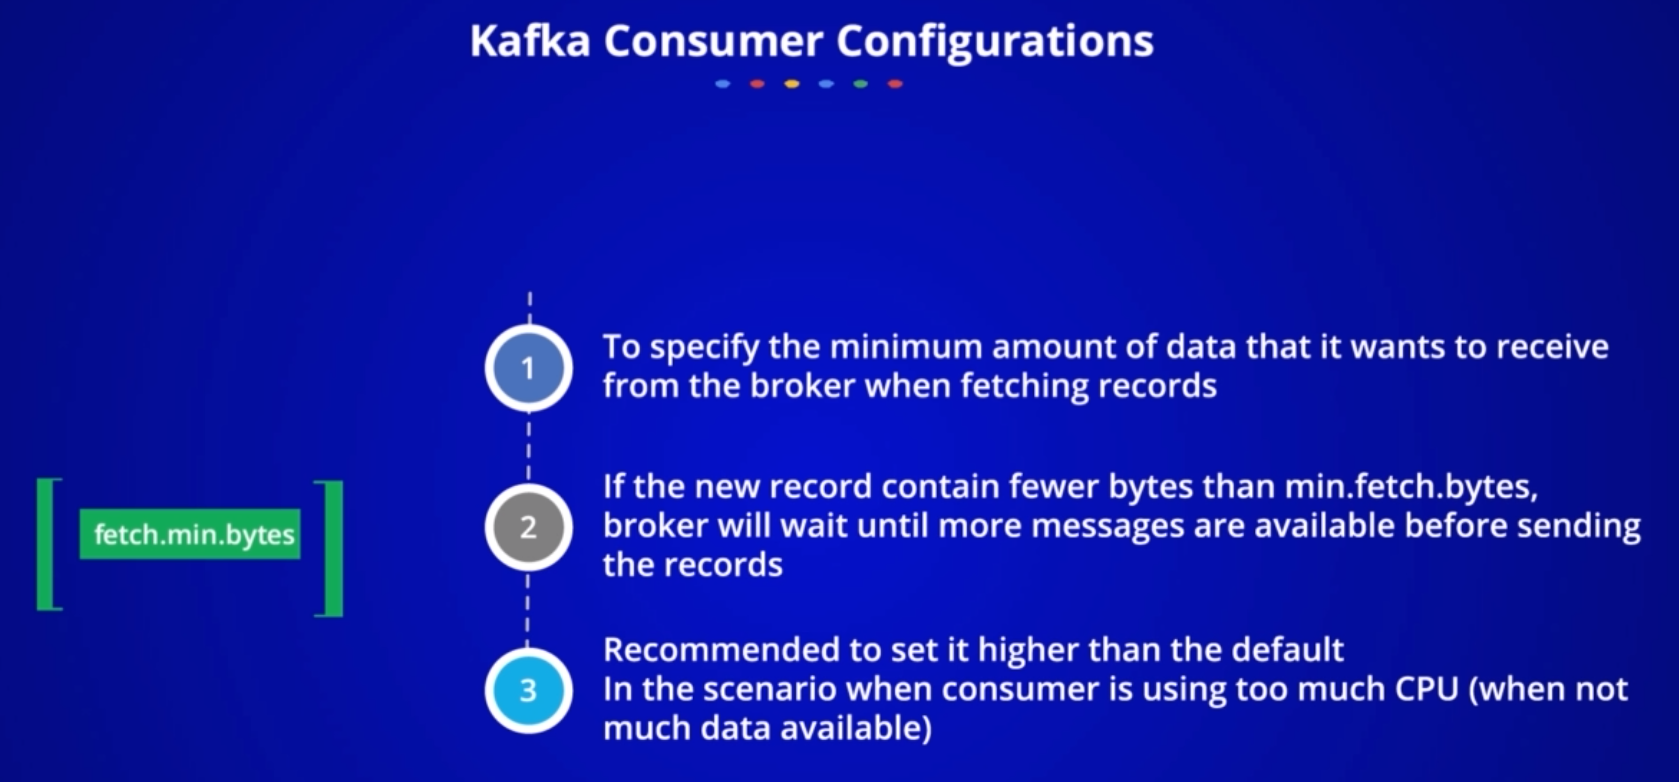 Kafka Consumer Configurations
1
To specify the minimum amount of data that it wants to receive
from the broker when fetching records
fetch.min.bytes
2
If the new record contain fewer bytes than min.fetch.bytes,
broker will wait until more messages are available before sending
the records
3
Recommended to set it higher than the default
In the scenario when consumer is using too much CPU (when not
much data available)